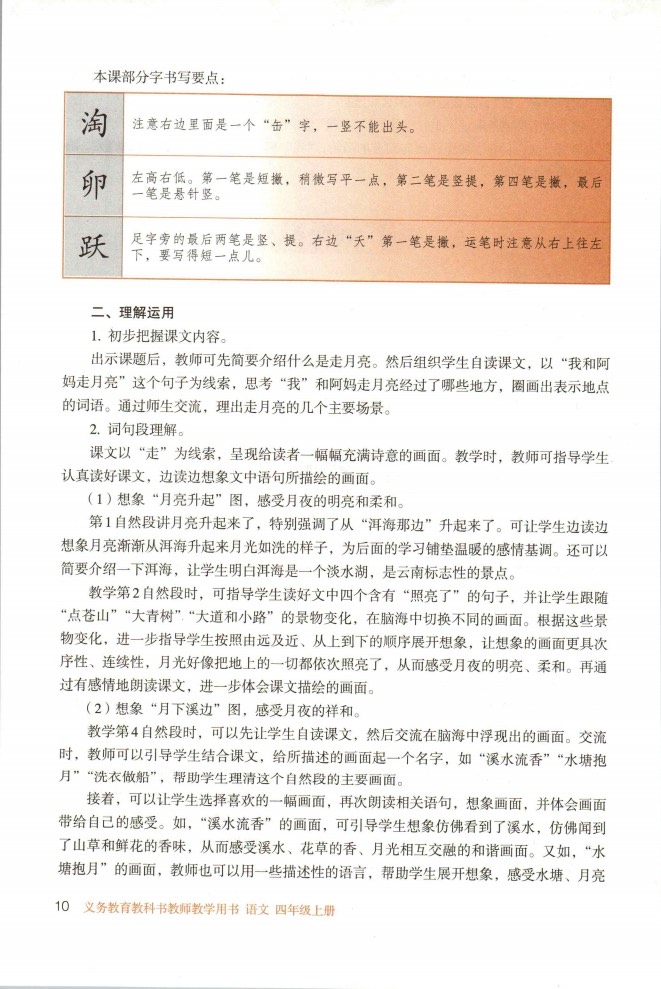 本课部分字书写要点：
淘
注意右边里面是一个“缶”字，一竖不能出头。
卵
左高右低。第一笔是短撇，稍微写平一点，第二笔是竖提，第四笔是撇，最后
一笔是悬针竖。
跃
足字旁的最后两笔是竖、提。右边“夭”第一笔是撇，运笔时注意从右上往左
下，要写得短一点儿。
二、理解运用
1. 初步把握课文内容。
出示课题后，教师可先简要介绍什么是走月亮。然后组织学生自读课文，以“我和阿
妈走月亮”这个句子为线索，思考“我”和阿妈走月亮经过了哪些地方，圈画出表示地点
的词语。通过师生交流，理出走月亮的几个主要场景。
2. 词句段理解。
课文以“走”为线索，呈现给读者一幅幅充满诗意的画面。教学时，教师可指导学生
认真读好课文，边读边想象文中语句所描绘的画面。
（1）想象“月亮升起”图，感受月夜的明亮和柔和。
第1自然段讲月亮升起来了，特别强调了从“洱海那边”升起来了。可让学生边读边
想象月亮渐渐从洱海升起来月光如洗的样子，为后面的学习铺垫温暖的感情基调。还可以
简要介绍一下洱海，让学生明白洱海是一个淡水湖，是云南标志性的景点。
教学第2自然段时，可指导学生读好文中四个含有“照亮了”的句子，并让学生跟随
“点苍山”“大青树”“大道和小路”的景物变化，在脑海中切换不同的画面。根据这些景
物变化，进一步指导学生按照由远及近、从上到下的顺序展开想象，让想象的画面更具次
序性、连续性，月光好像把地上的一切都依次照亮了，从而感受月夜的明亮、柔和。再通
过有感情地朗读课文，进一步体会课文描绘的画面。
（2）想象“月下溪边”图，感受月夜的祥和。
教学第4自然段时，可以先让学生自读课文，然后交流在脑海中浮现出的画面。交流
时，教师可以引导学生结合课文，给所描述的画面起一个名字，如“溪水流香”“水塘抱
月”“洗衣做船”，帮助学生理清这个自然段的主要画面。
接着，可以让学生选择喜欢的一幅画面，再次朗读相关语句，想象画面，并体会画面
带给自己的感受。如，“溪水流香”的画面，可引导学生想象仿佛看到了溪水，仿佛闻到
了山草和鲜花的香味，从而感受溪水、花草的香、月光相互交融的和谐画面。又如，“水
塘抱月”的画面，教师也可以用一些描述性的语言，帮助学生展开想象，感受水塘、月亮
10 义务教育教科书教师教学用书 语文 四年级上册